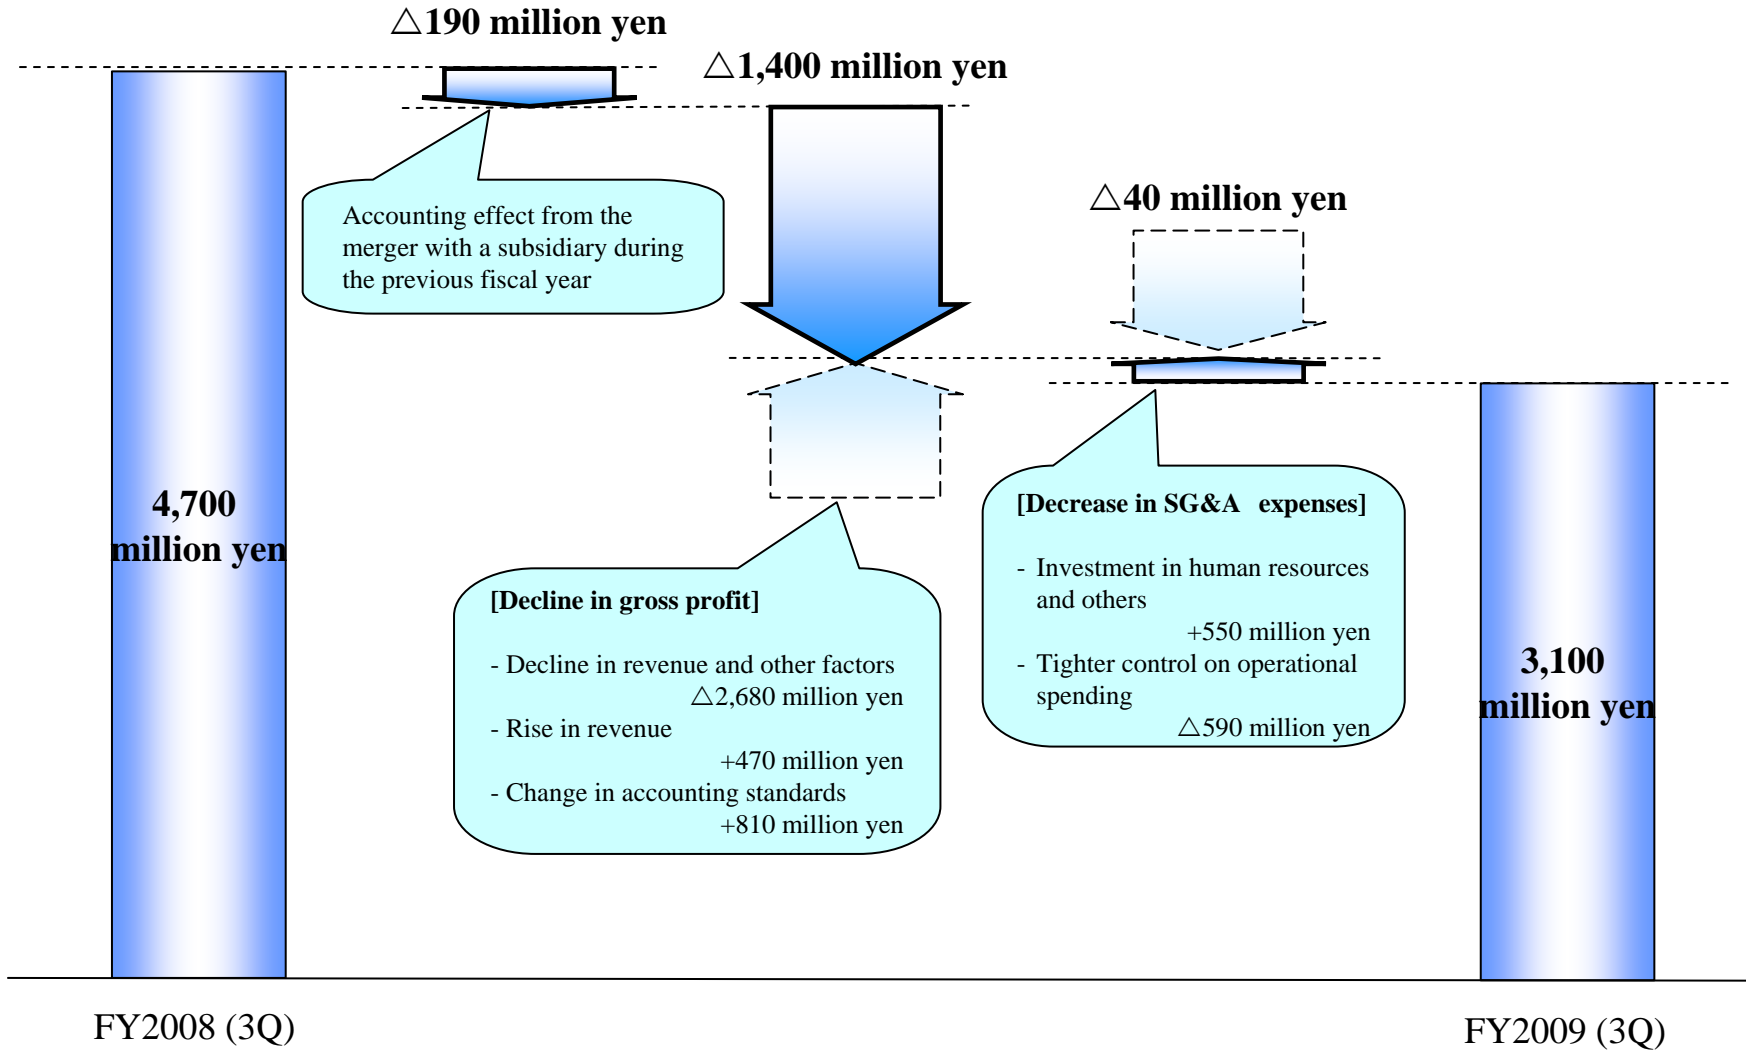 △190 million yen
△1,400 million yen
Accounting effect from the
merger with a subsidiary during
the previous fiscal year
△40 million yen
4,700
million yen
[Decline in gross profit]
- Decline in revenue and other factors
△2,680 million yen
- Rise in revenue
+470 million yen
- Change in accounting standards
+810 million yen
[Decrease in SG&A expenses]
- Investment in human resources
and others
+550 million yen
- Tighter control on operational
spending
△590 million yen
3,100
million yen
FY2008 (3Q)
FY2009 (3Q)